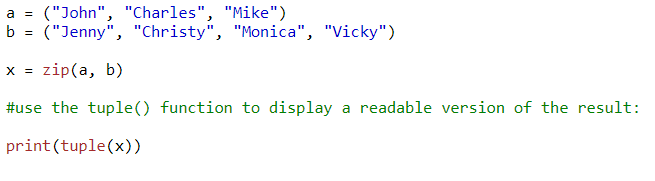 a = ("John", "Charles", "Mike")
b = ("Jenny", "Christy", "Monica", "Vicky")
x = zip(a, b)
#use the tuple() function to display a readable version of the result:
print(tuple(x))